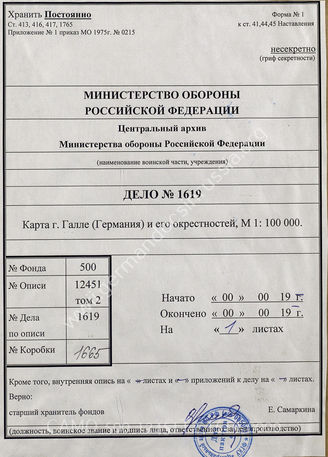 Хранить Постоянно
Ст. 413, 416, 417, 1765
Приложение № 1 приказ МО 1975г. № 0215
Форма № 1
к ст. 41,44,45 Наставления
несекретно
(гриф секретности)
МИНИСТЕРСТВО ОБОРОНЫ
РОССИЙСКОЙ ФЕДЕРАЦИИ
Центральный архив
Министерства обороны Российской Федерации
(наименование воинской части, учреждения)
ДЕЛО № 1619
Карта г. Галле (Германия) и его окрестностей, М 1: 100 000.
№ Фонда 500
№ Описи 12451 том 2
№ Дела по описи 1619
№ Коробки 1665
Начато « 00 » 00 19 г.
Окончено « 00 » 00 19 г.
На « 1 » листах
Кроме того, внутренняя опись на « » листах и « » приложений к делу на « » листах.
Верно:
старший хранитель фондов Е. Самаркина
(должность, воинское звание и подпись лица, ответственного за делопроизводство)